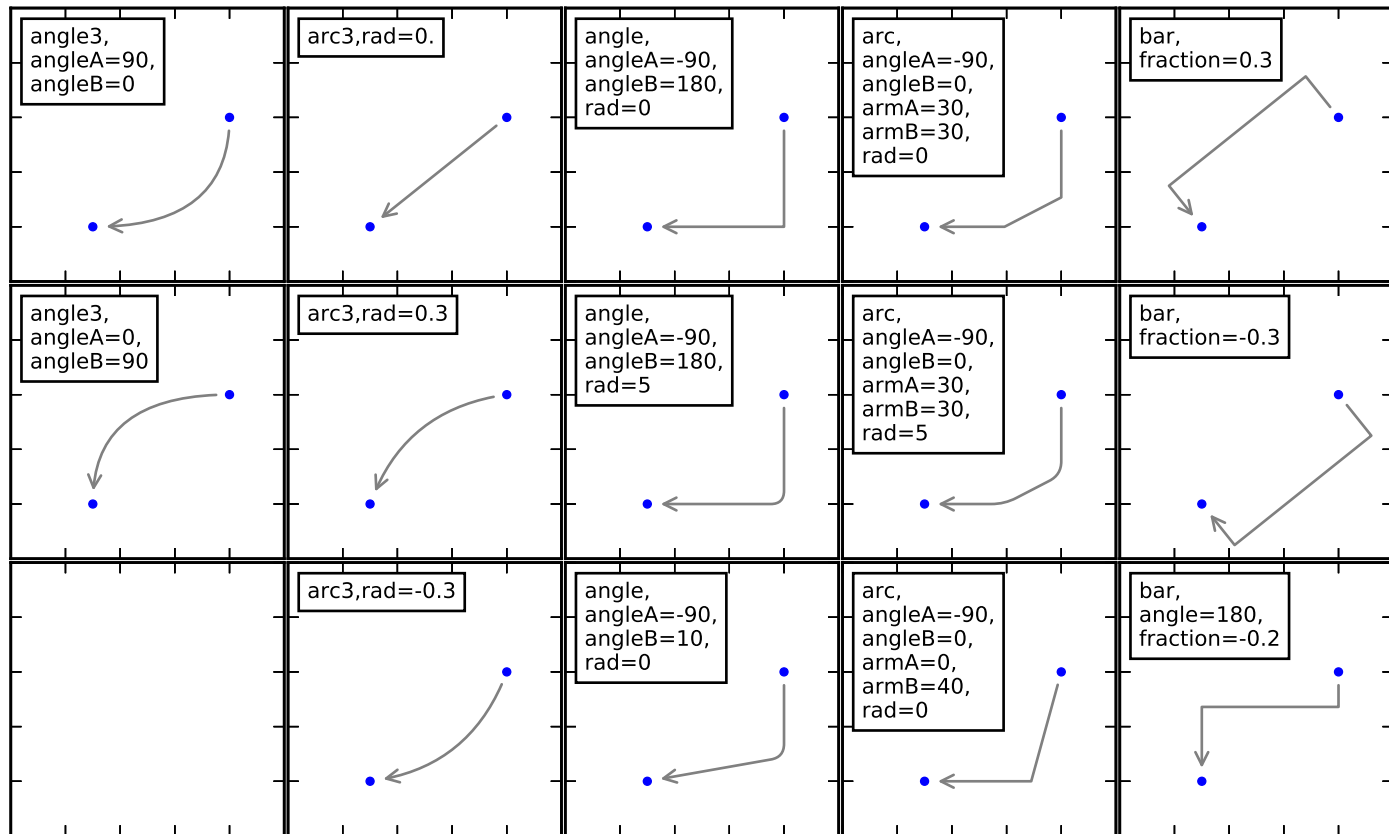 angle3,
angleA=90,
angleB=0
arc3,rad=0.
angle,
angleA=-90,
angleB=180,
rad=0
arc,
angleA=-90,
angleB=0,
armA=30,
armB=30,
rad=0
bar,
fraction=0.3
angle3,
angleA=0,
angleB=90
arc3,rad=0.3
angle,
angleA=-90,
angleB=180,
rad=5
arc,
angleA=-90,
angleB=0,
armA=30,
armB=30,
rad=5
bar,
fraction=-0.3
arc3,rad=-0.3
angle,
angleA=-90,
angleB=10,
rad=0
arc,
angleA=-90,
angleB=0,
armA=0,
armB=40,
rad=0
bar,
angle=180,
fraction=-0.2